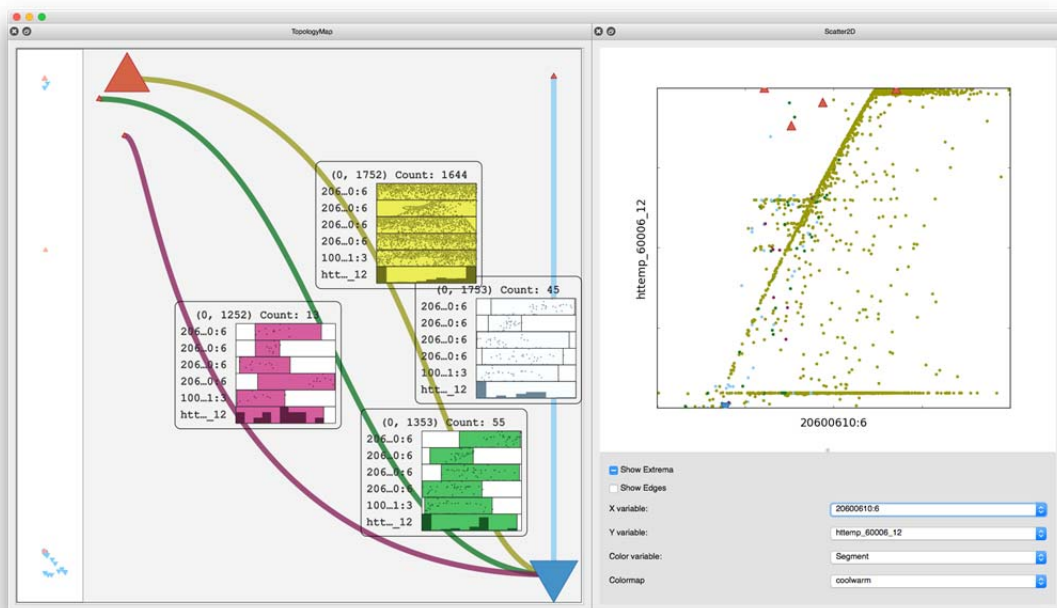 TopologyMap
(0, 1752) Count: 1644
206…0:6
206…0:6
206…0:6
206…0:6
100…1:3
htt…_12
(0, 1753) Count: 45
206…0:6
206…0:6
206…0:6
206…0:6
100…1:3
htt…_12
(0, 1252) Count: 13
206…0:6
206…0:6
206…0:6
206…0:6
100…1:3
htt…_12
(0, 1353) Count: 55
206…0:6
206…0:6
206…0:6
206…0:6
100…1:3
htt…_12
Scatter2D
httemp_60006_12
20600610:6
Show Extrema
Show Edges
X variable: 20600610:6
Y variable: httemp_60006_12
Color variable: Segment
Colormap coolwarm